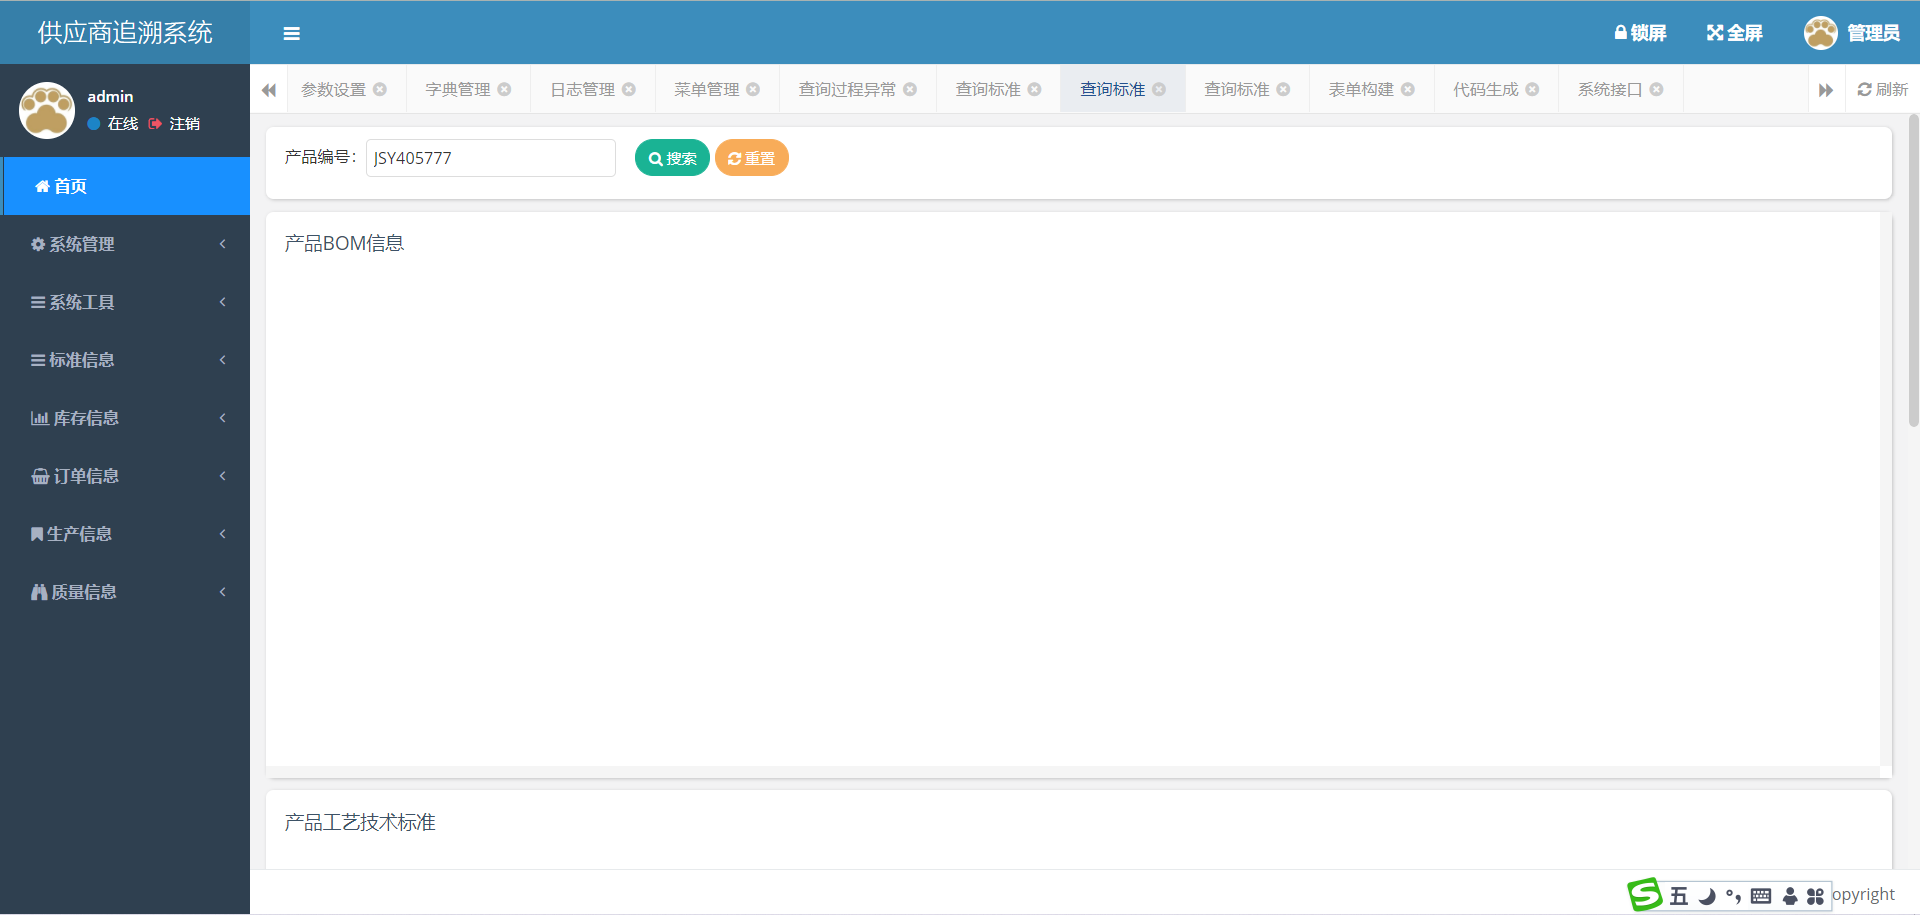 供应商追溯系统
锁屏
全屏
管理员
admin
在线
注销
参数设置
字典管理
日志管理
菜单管理
查询过程异常
查询标准
查询标准
查询标准
表单构建
代码生成
系统接口
刷新
首页
系统管理
系统工具
标准信息
库存信息
订单信息
生产信息
质量信息
产品编号：
JSY405777
搜索
重置
产品BOM信息
产品工艺技术标准
S 五
opyright